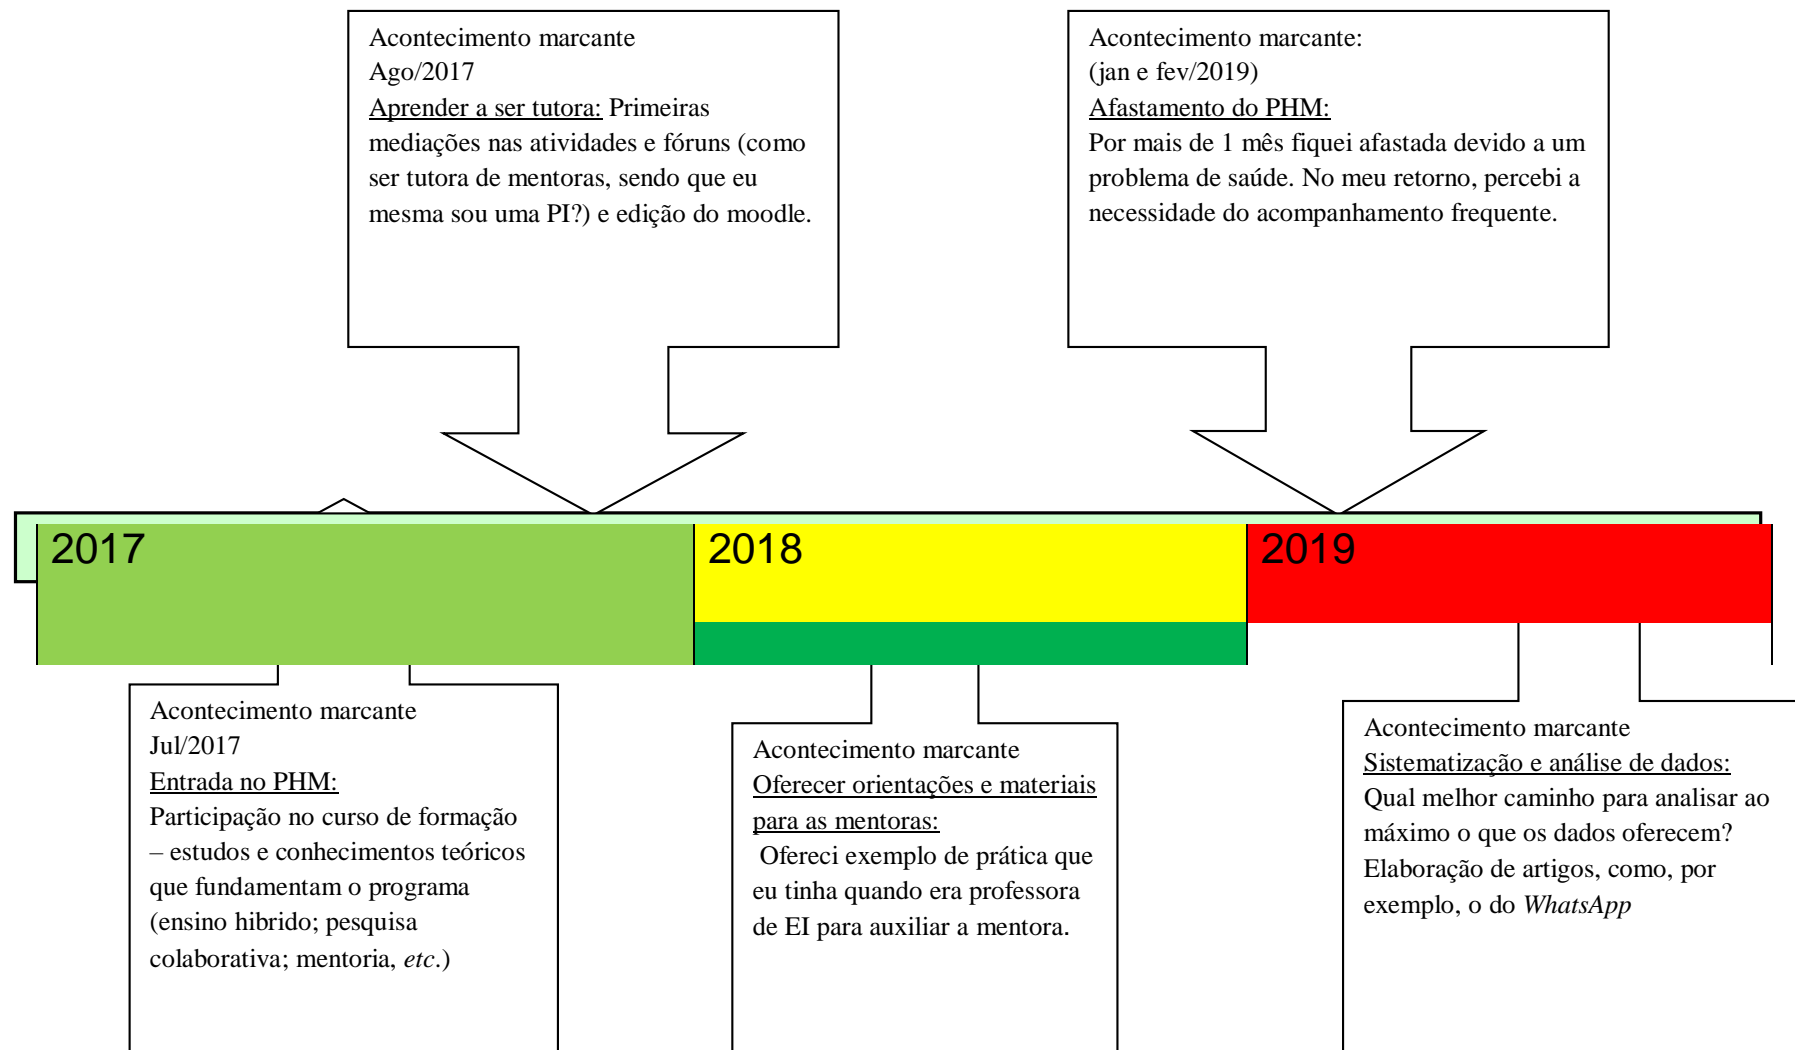 Acontecimento marcante
Ago/2017
Aprender a ser tutora: Primeiras
mediações nas atividades e fóruns (como
ser tutora de mentoras, sendo que eu
mesma sou uma PI?) e edição do moodle.
Acontecimento marcante:
(jan e fev/2019)
Afastamento do PHM:
Por mais de 1 mês fiquei afastada devido a um
problema de saúde. No meu retorno, percebi a
necessidade do acompanhamento frequente.
2017
2018
2019
Acontecimento marcante
Jul/2017
Entrada no PHM:
Participação no curso de formação
– estudos e conhecimentos teóricos
que fundamentam o programa
(ensino hibrido; pesquisa
colaborativa; mentoria, etc.)
Acontecimento marcante
Oferecer orientações e materiais
para as mentoras:
Ofereci exemplo de prática que
eu tinha quando era professora
de EI para auxiliar a mentora.
Acontecimento marcante
Sistematização e análise de dados:
Qual melhor caminho para analisar ao
máximo o que os dados oferecem?
Elaboração de artigos, como, por
exemplo, o do WhatsApp